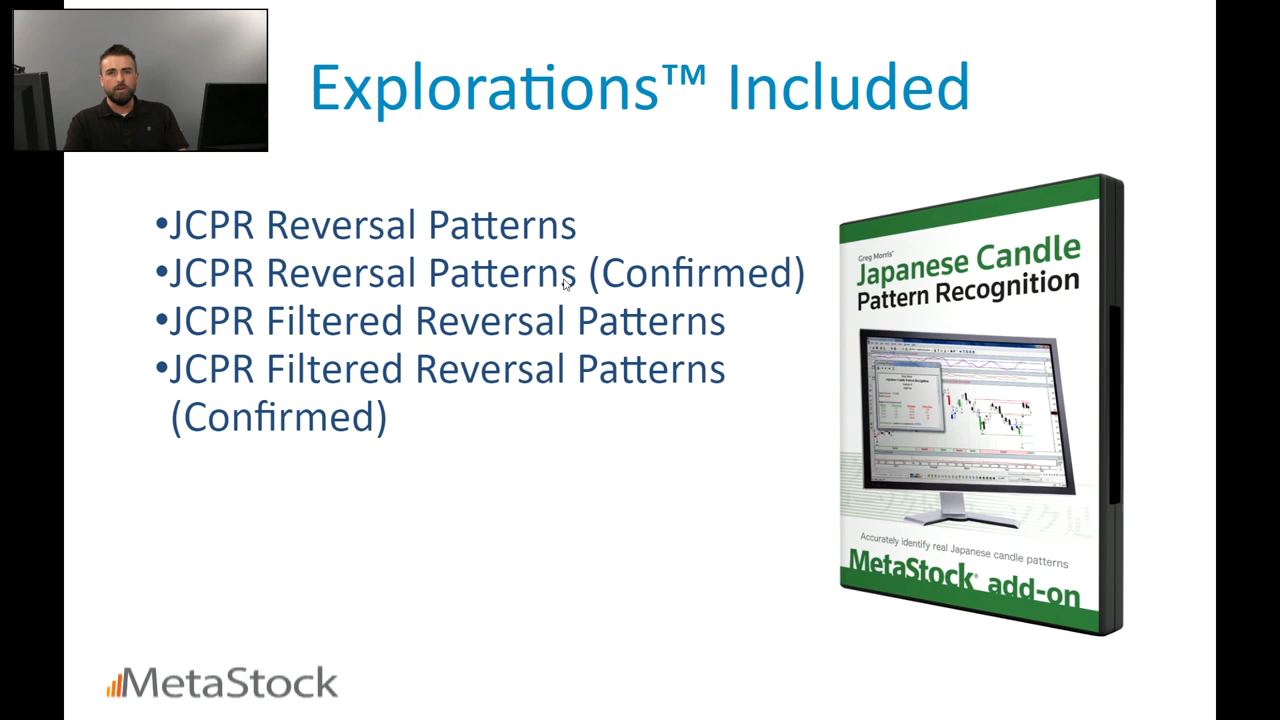 Explorations™ Included
•JCPR Reversal Patterns
•JCPR Reversal Patterns (Confirmed)
•JCPR Filtered Reversal Patterns
•JCPR Filtered Reversal Patterns
(Confirmed)
Greg Morris'
Japanese Candle
Pattern Recognition
Accurately identify real Japanese candle patterns
MetaStock® add-on
MetaStock